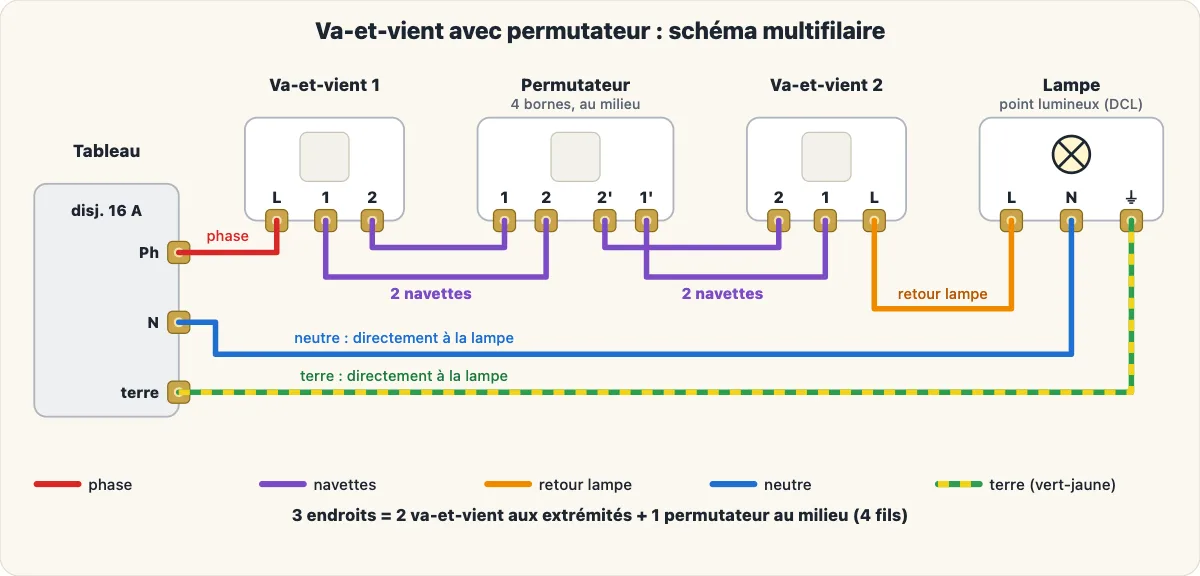 Va-et-vient avec permutateur : schéma multifilaire
Va-et-vient 1
Permutateur
4 bornes, au milieu
Va-et-vient 2
Lampe
point lumineux (DCL)
Tableau
disj. 16 A
L 1 2
1 2 2' 1'
2 1 L
L N ⏚
phase
Ph
2 navettes
2 navettes
retour lampe
N
neutre : directement à la lampe
terre : directement à la lampe
terre
phase
navettes
retour lampe
neutre
terre (vert-jaune)
3 endroits = 2 va-et-vient aux extrémités + 1 permutateur au milieu (4 fils)